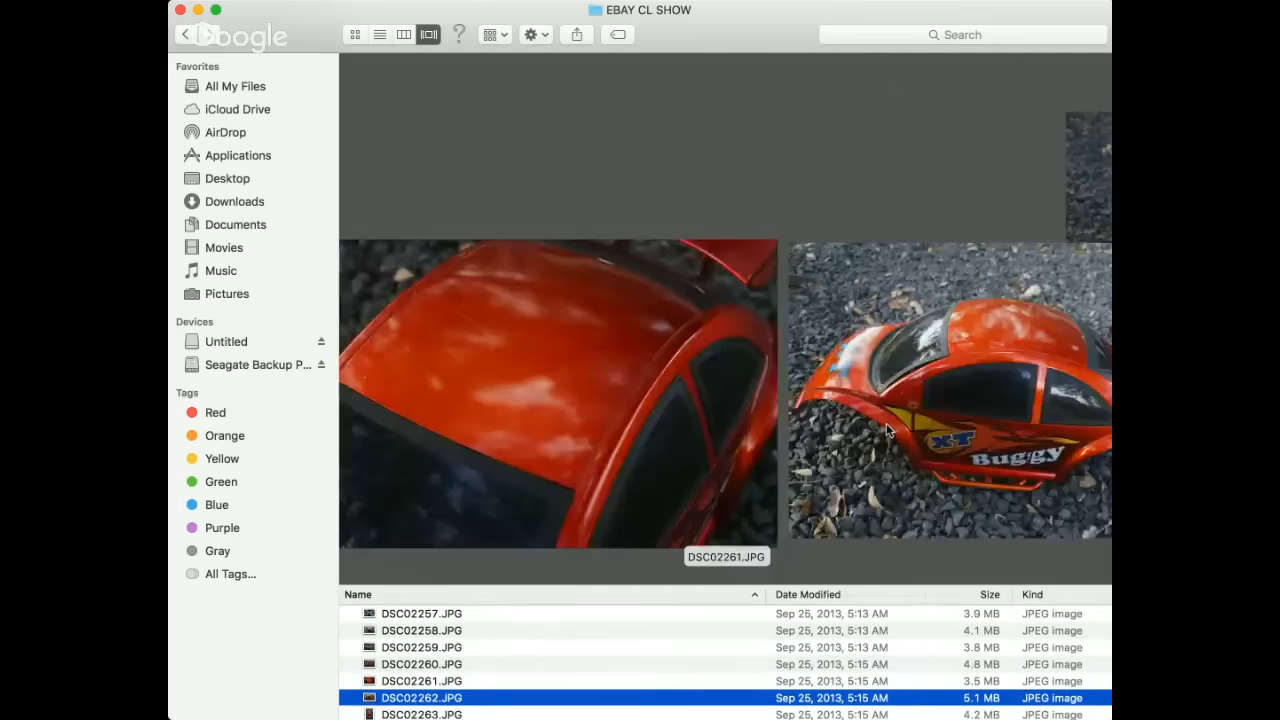 EBAY CL SHOW
Google
Search
Favorites
All My Files
iCloud Drive
AirDrop
Applications
Desktop
Downloads
Documents
Movies
Music
Pictures
Devices
Untitled
Seagate Backup P...
Tags
Red
Orange
Yellow
Green
Blue
Purple
Gray
All Tags...
XT
Buggy
DSC02261.JPG
Name Date Modified Size Kind
DSC02257.JPG Sep 25, 2013, 5:13 AM 3.9 MB JPEG image
DSC02258.JPG Sep 25, 2013, 5:13 AM 4.1 MB JPEG image
DSC02259.JPG Sep 25, 2013, 5:13 AM 3.8 MB JPEG image
DSC02260.JPG Sep 25, 2013, 5:15 AM 4.8 MB JPEG image
DSC02261.JPG Sep 25, 2013, 5:15 AM 3.5 MB JPEG image
DSC02262.JPG Sep 25, 2013, 5:15 AM 5.1 MB JPEG image
DSC02263.JPG Sep 25, 2013, 5:15 AM 4.2 MB JPEG image